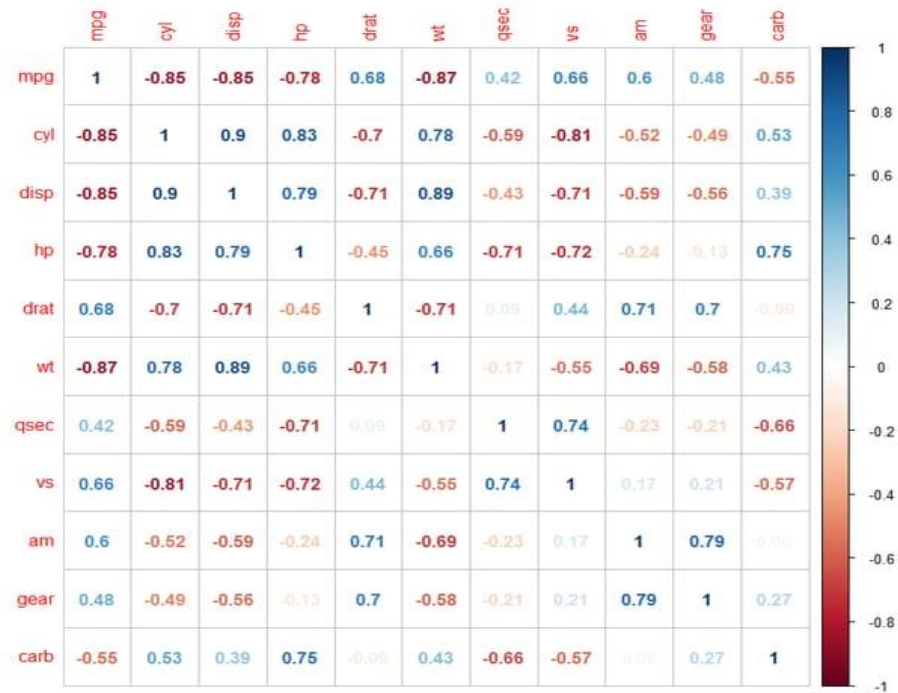 mpg cyl disp hp drat wt qsec vs am gear carb
mpg 1 -0.85 -0.85 -0.78 0.68 -0.87 0.42 0.66 0.6 0.48 -0.55
cyl -0.85 1 0.9 0.83 -0.7 0.78 -0.59 -0.81 -0.52 -0.49 0.53
disp -0.85 0.9 1 0.79 -0.71 0.89 -0.43 -0.71 -0.59 -0.56 0.39
hp -0.78 0.83 0.79 1 -0.45 0.66 -0.71 -0.72 -0.24 -0.13 0.75
drat 0.68 -0.7 -0.71 -0.45 1 -0.71 0.09 0.44 0.71 0.7 -0.09
wt -0.87 0.78 0.89 0.66 -0.71 1 -0.17 -0.55 -0.69 -0.58 0.43
qsec 0.42 -0.59 -0.43 -0.71 0.09 -0.17 1 0.74 -0.23 -0.21 -0.66
vs 0.66 -0.81 -0.71 -0.72 0.44 -0.55 0.74 1 0.17 0.21 -0.57
am 0.6 -0.52 -0.59 -0.24 0.71 -0.69 -0.23 0.17 1 0.79 0.06
gear 0.48 -0.49 -0.56 -0.13 0.7 -0.58 -0.21 0.21 0.79 1 0.27
carb -0.55 0.53 0.39 0.75 -0.09 0.43 -0.66 -0.57 0.06 0.27 1
1
0.8
0.6
0.4
0.2
0
-0.2
-0.4
-0.6
-0.8
-1